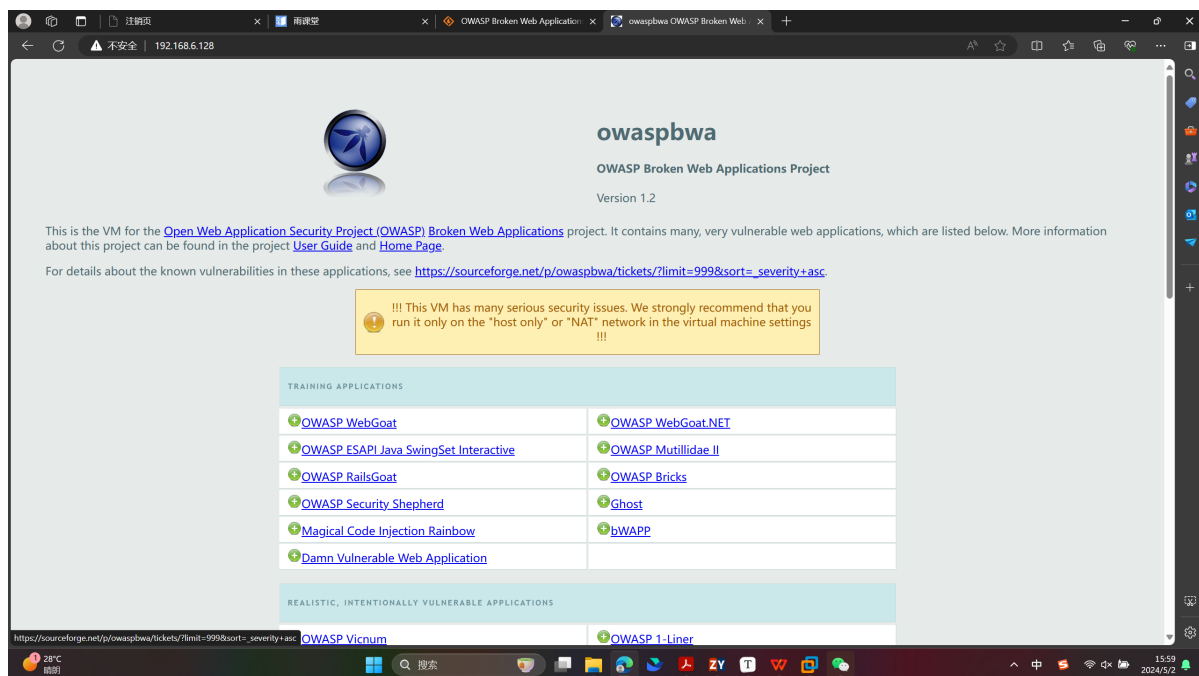 注销页
雨课堂
OWASP Broken Web Application
owaspbwa OWASP Broken Web
不安全
192.168.6.128
owaspbwa
OWASP Broken Web Applications Project
Version 1.2
This is the VM for the Open Web Application Security Project (OWASP) Broken Web Applications project. It contains many, very vulnerable web applications, which are listed below. More information
about this project can be found in the project User Guide and Home Page.
For details about the known vulnerabilities in these applications, see https://sourceforge.net/p/owaspbwa/tickets/?limit=999&sort=_severity+asc.
!!! This VM has many serious security issues. We strongly recommend that you
run it only on the "host only" or "NAT" network in the virtual machine settings
!!!
TRAINING APPLICATIONS
OWASP WebGoat
OWASP WebGoat.NET
OWASP ESAPI Java SwingSet Interactive
OWASP Mutillidae II
OWASP RailsGoat
OWASP Bricks
OWASP Security Shepherd
Ghost
Magical Code Injection Rainbow
bWAPP
Damn Vulnerable Web Application
REALISTIC, INTENTIONALLY VULNERABLE APPLICATIONS
OWASP Vicnum
OWASP 1-Liner
https://sourceforge.net/p/owaspbwa/tickets/?limit=999&sort=_severity+asc
1
28°C
晴朗
搜索
ZY
T
中
15:59
2024/5/2